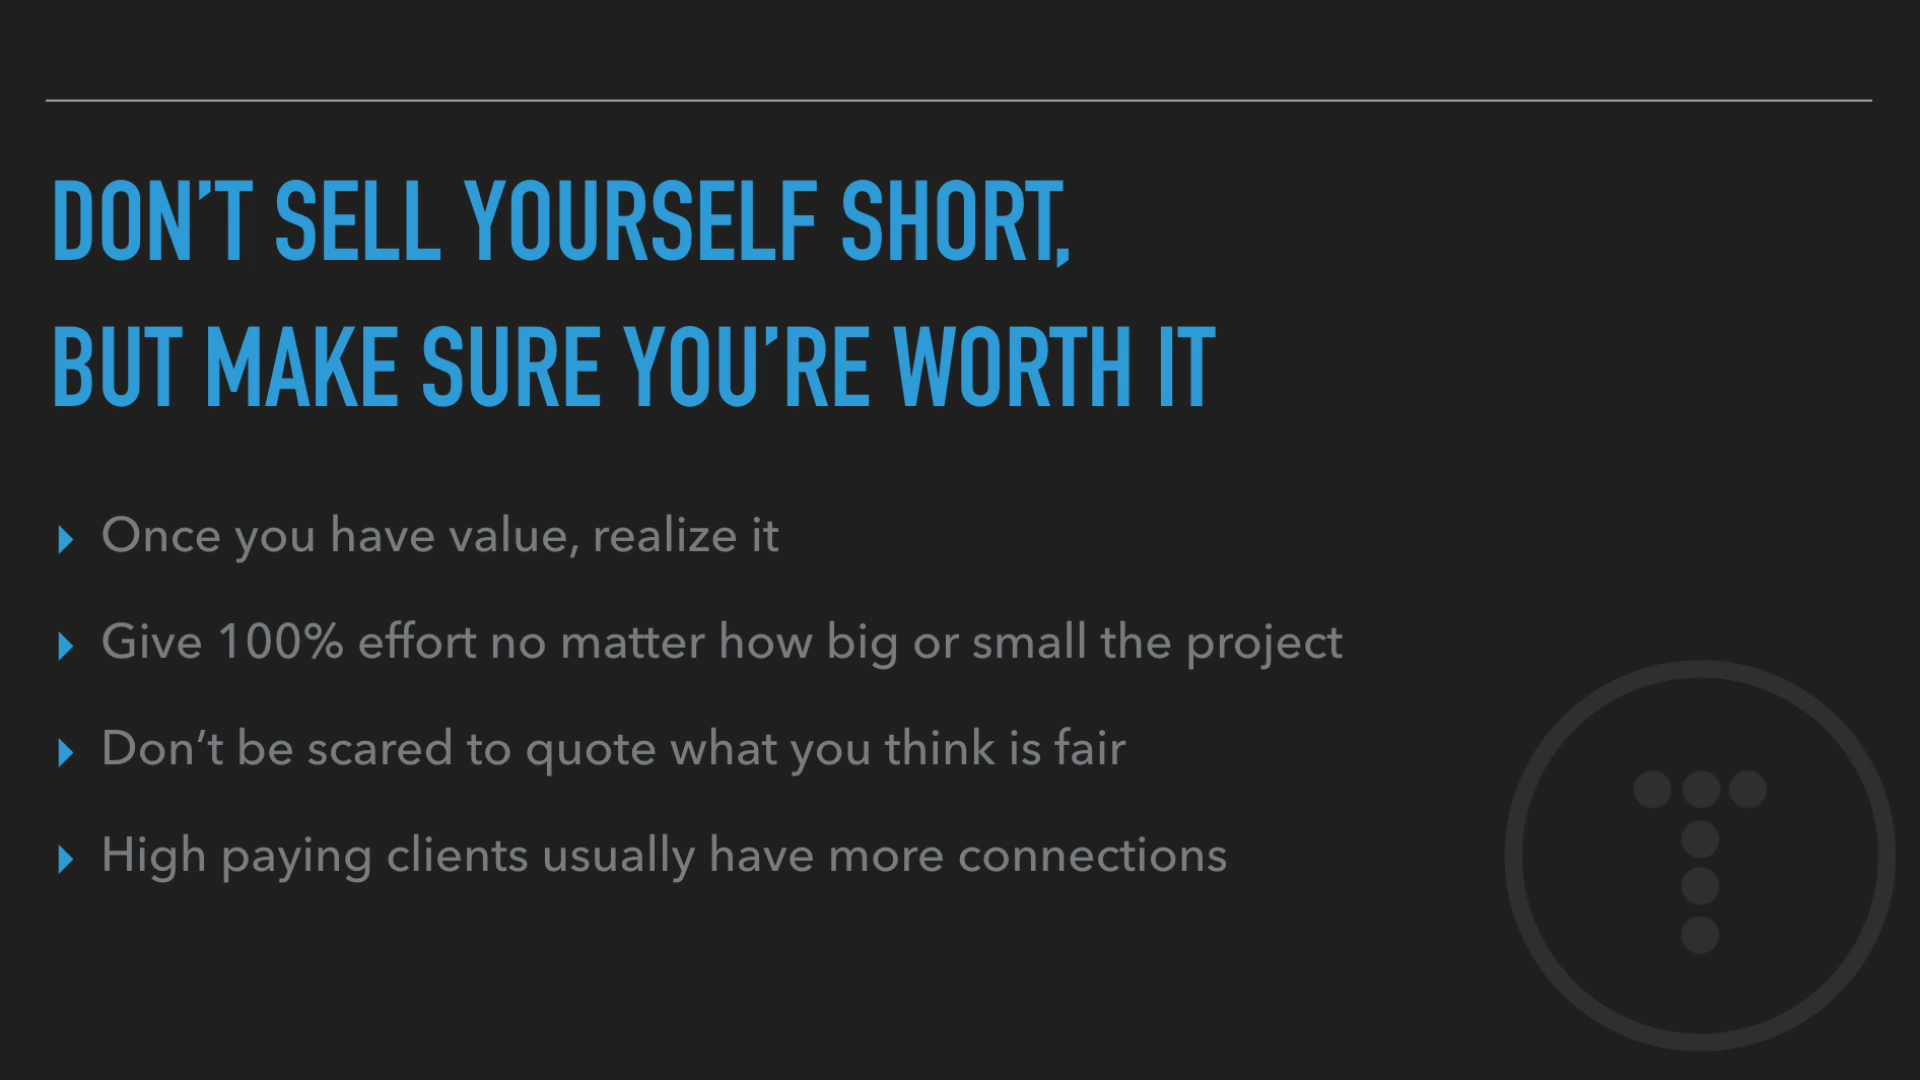 DON’T SELL YOURSELF SHORT,
BUT MAKE SURE YOU’RE WORTH IT
Once you have value, realize it
Give 100% effort no matter how big or small the project
Don’t be scared to quote what you think is fair
High paying clients usually have more connections
T